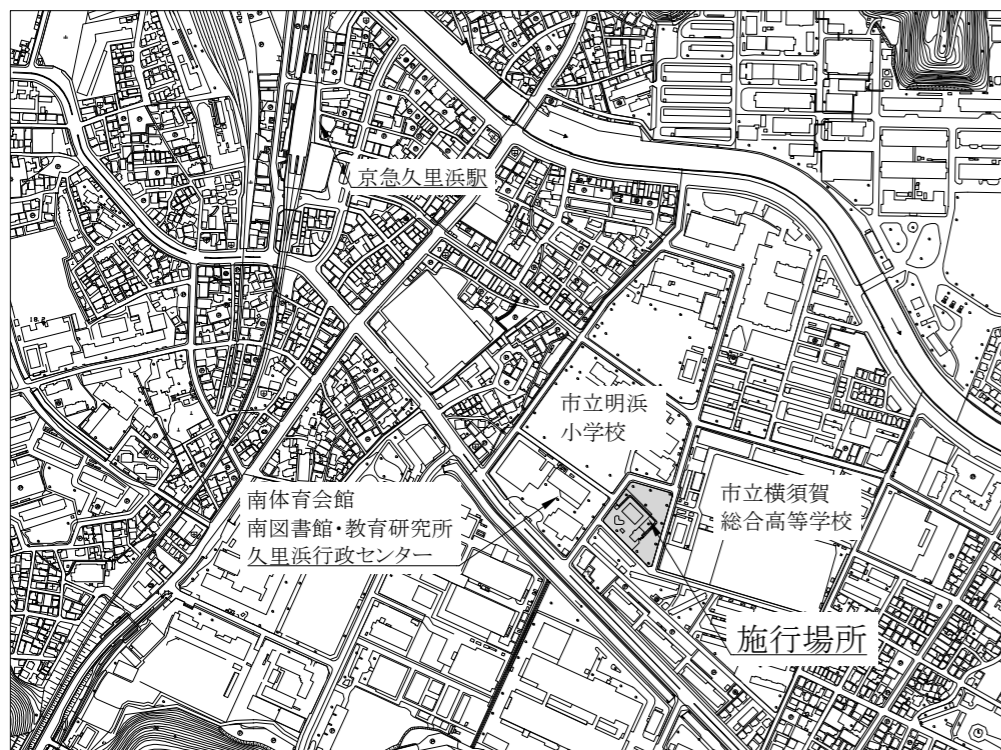 京急久里浜駅
市立明浜
小学校
南体育会館
南図書館・教育研究所
久里浜行政センター
市立横須賀
総合高等学校
施行場所